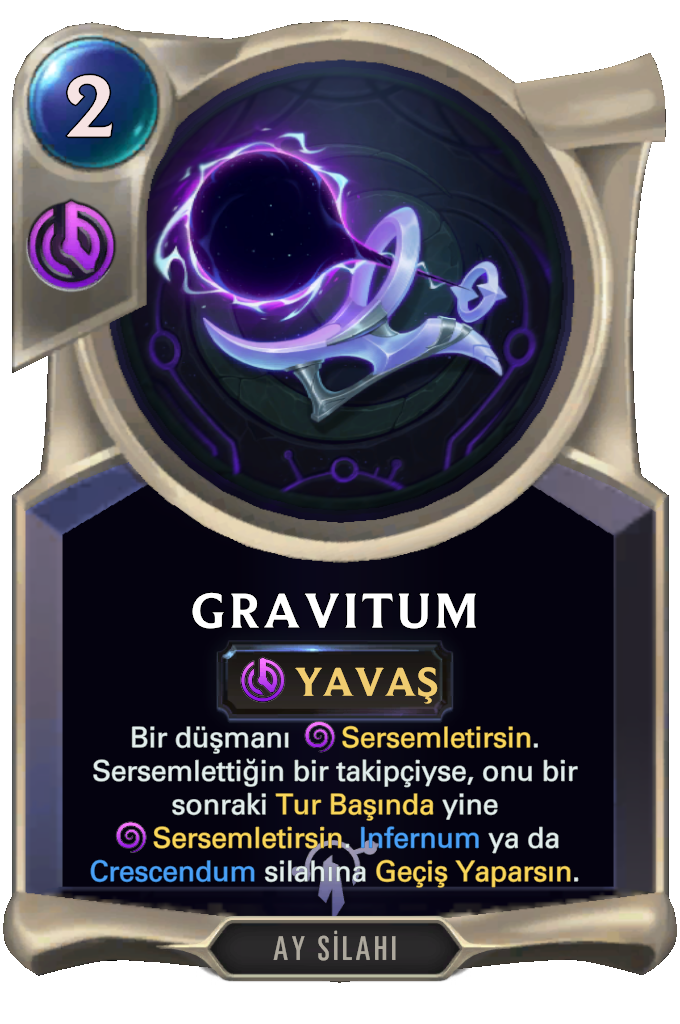 2
GRAVITUM
YAVAŞ
Bir düşmanı Sersemletirsin.
Sersemlettiğin bir takipçiyse, onu bir
sonraki Tur Başında yine
Sersemletirsin. Infernum ya da
Crescendum silahına Geçiş Yaparsın.
AY SİLAHI